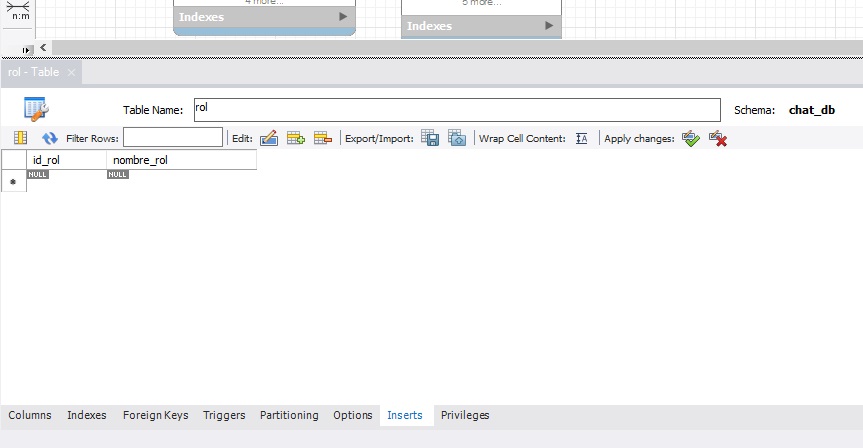 4 more...
5 more...
Indexes
Indexes
n:m
rol - Table
Table Name: rol Schema: chat_db
Filter Rows: Edit: Export/Import: Wrap Cell Content: Apply changes:
id_rol nombre_rol
NULL NULL
Columns Indexes Foreign Keys Triggers Partitioning Options Inserts Privileges